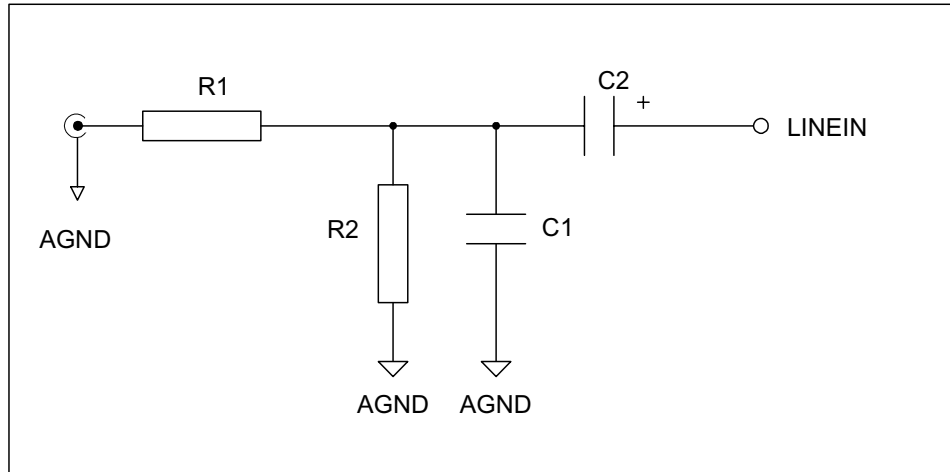 R1
C2
+
LINEIN
AGND
R2
C1
AGND
AGND